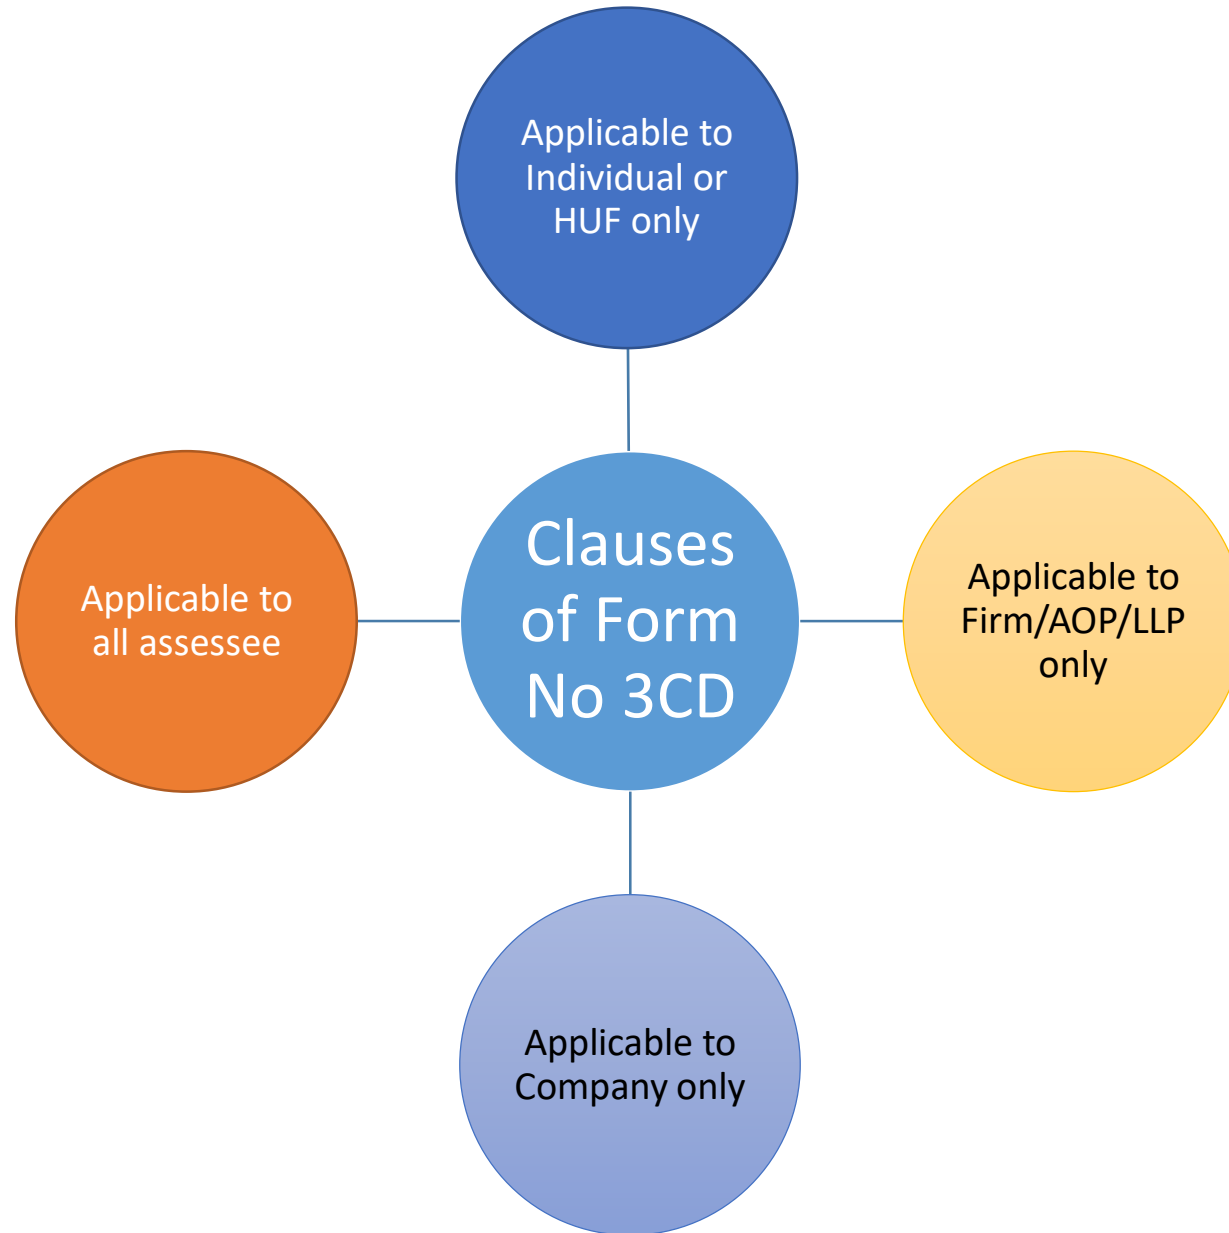 Applicable to
Individual or
HUF only
Applicable to
all assessee
Clauses
of Form
No 3CD
Applicable to
Firm/AOP/LLP
only
Applicable to
Company only